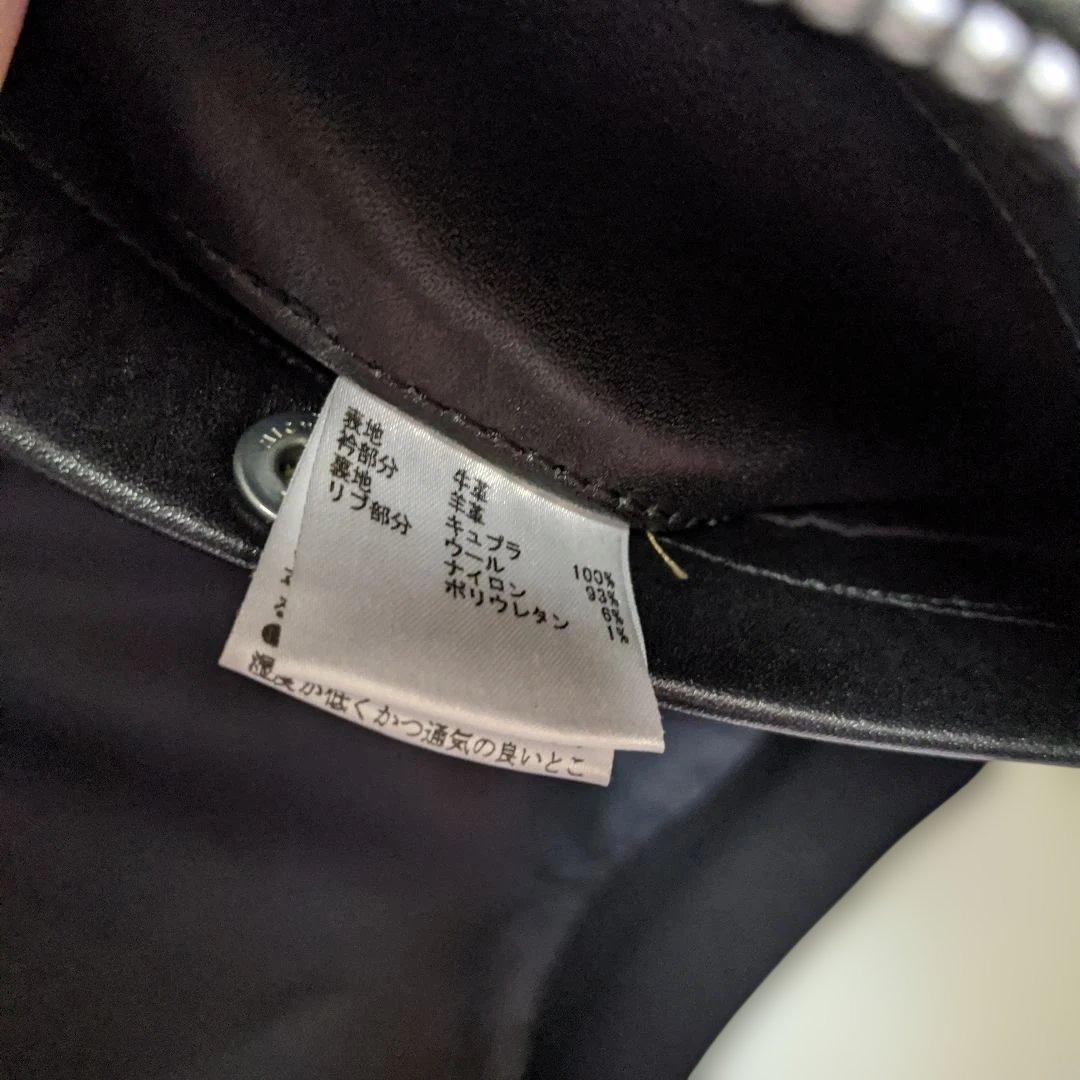 表地 牛革
衿部分 羊革
裏地 キュプラ 100%
リブ部分 ウール 93%
ナイロン 6%
ポリウレタン 1%
湿度が低くかつ通気の良いとこ